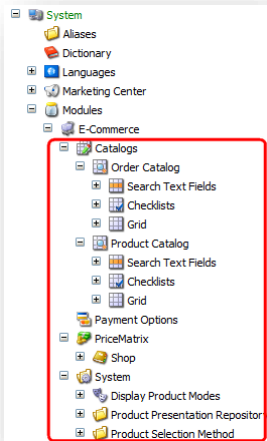 System
Aliases
Dictionary
Languages
Marketing Center
Modules
E-Commerce
Catalogs
Order Catalog
Search Text Fields
Checklists
Grid
Product Catalog
Search Text Fields
Checklists
Grid
Payment Options
PriceMatrix
Shop
System
Display Product Modes
Product Presentation Repository
Product Selection Method